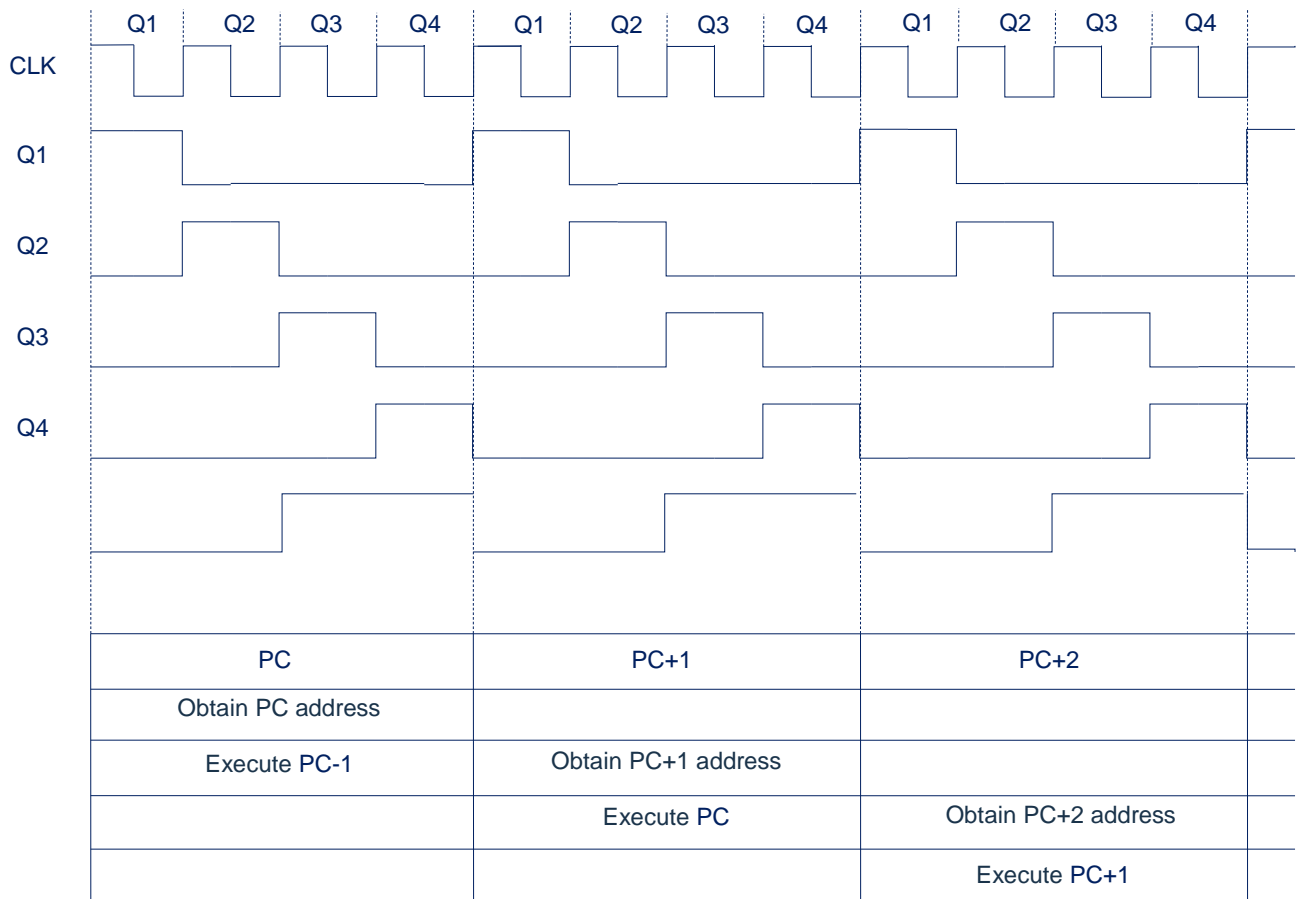 Q1 Q2 Q3 Q4 Q1 Q2 Q3 Q4 Q1 Q2 Q3 Q4
CLK
Q1
Q2
Q3
Q4
PC PC+1 PC+2
Obtain PC address
Execute PC-1 Obtain PC+1 address
Execute PC Obtain PC+2 address
Execute PC+1